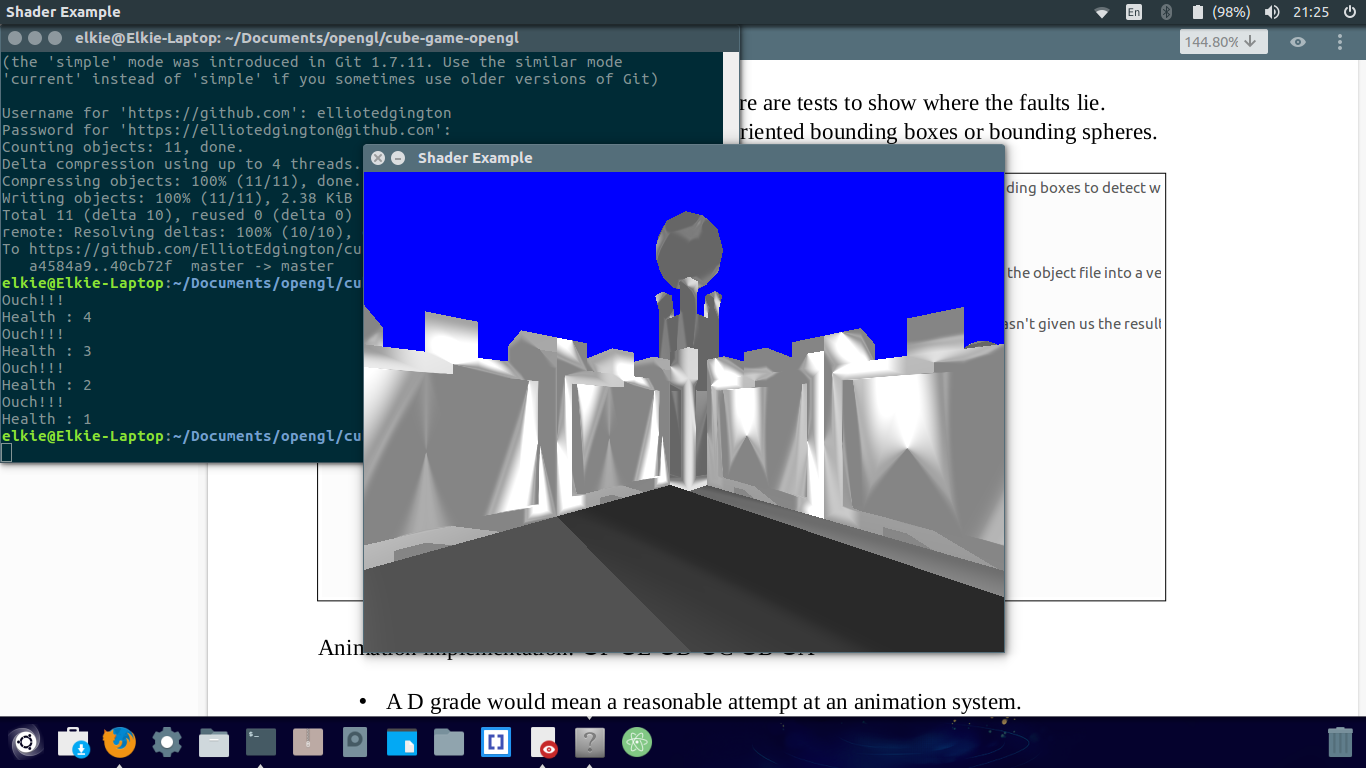 Shader Example
En
(98%)
21:25
elkie@Elkie-Laptop: ~/Documents/opengl/cube-game-opengl
144.80%
(the 'simple' mode was introduced in Git 1.7.11. Use the similar mode
'current' instead of 'simple' if you sometimes use older versions of Git)
Username for 'https://github.com': elliotedgington
Password for 'https://elliotedgington@github.com':
Counting objects: 11, done.
Delta compression using up to 4 threads.
Compressing objects: 100% (11/11), done.
Writing objects: 100% (11/11), 2.38 KiB
Total 11 (delta 10), reused 0 (delta 0)
remote: Resolving deltas: 100% (10/10),
To https://github.com/ElliotEdgington/cu
a4584a9..40cb72f  master -> master
elkie@Elkie-Laptop:~/Documents/opengl/cu
Ouch!!!
Health : 4
Ouch!!!
Health : 3
Ouch!!!
Health : 2
Ouch!!!
Health : 1
elkie@Elkie-Laptop:~/Documents/opengl/cu
re are tests to show where the faults lie.
riented bounding boxes or bounding spheres.
Shader Example
ding boxes to detect w
the object file into a ve
asn't given us the result
•  A D grade would mean a reasonable attempt at an animation system.